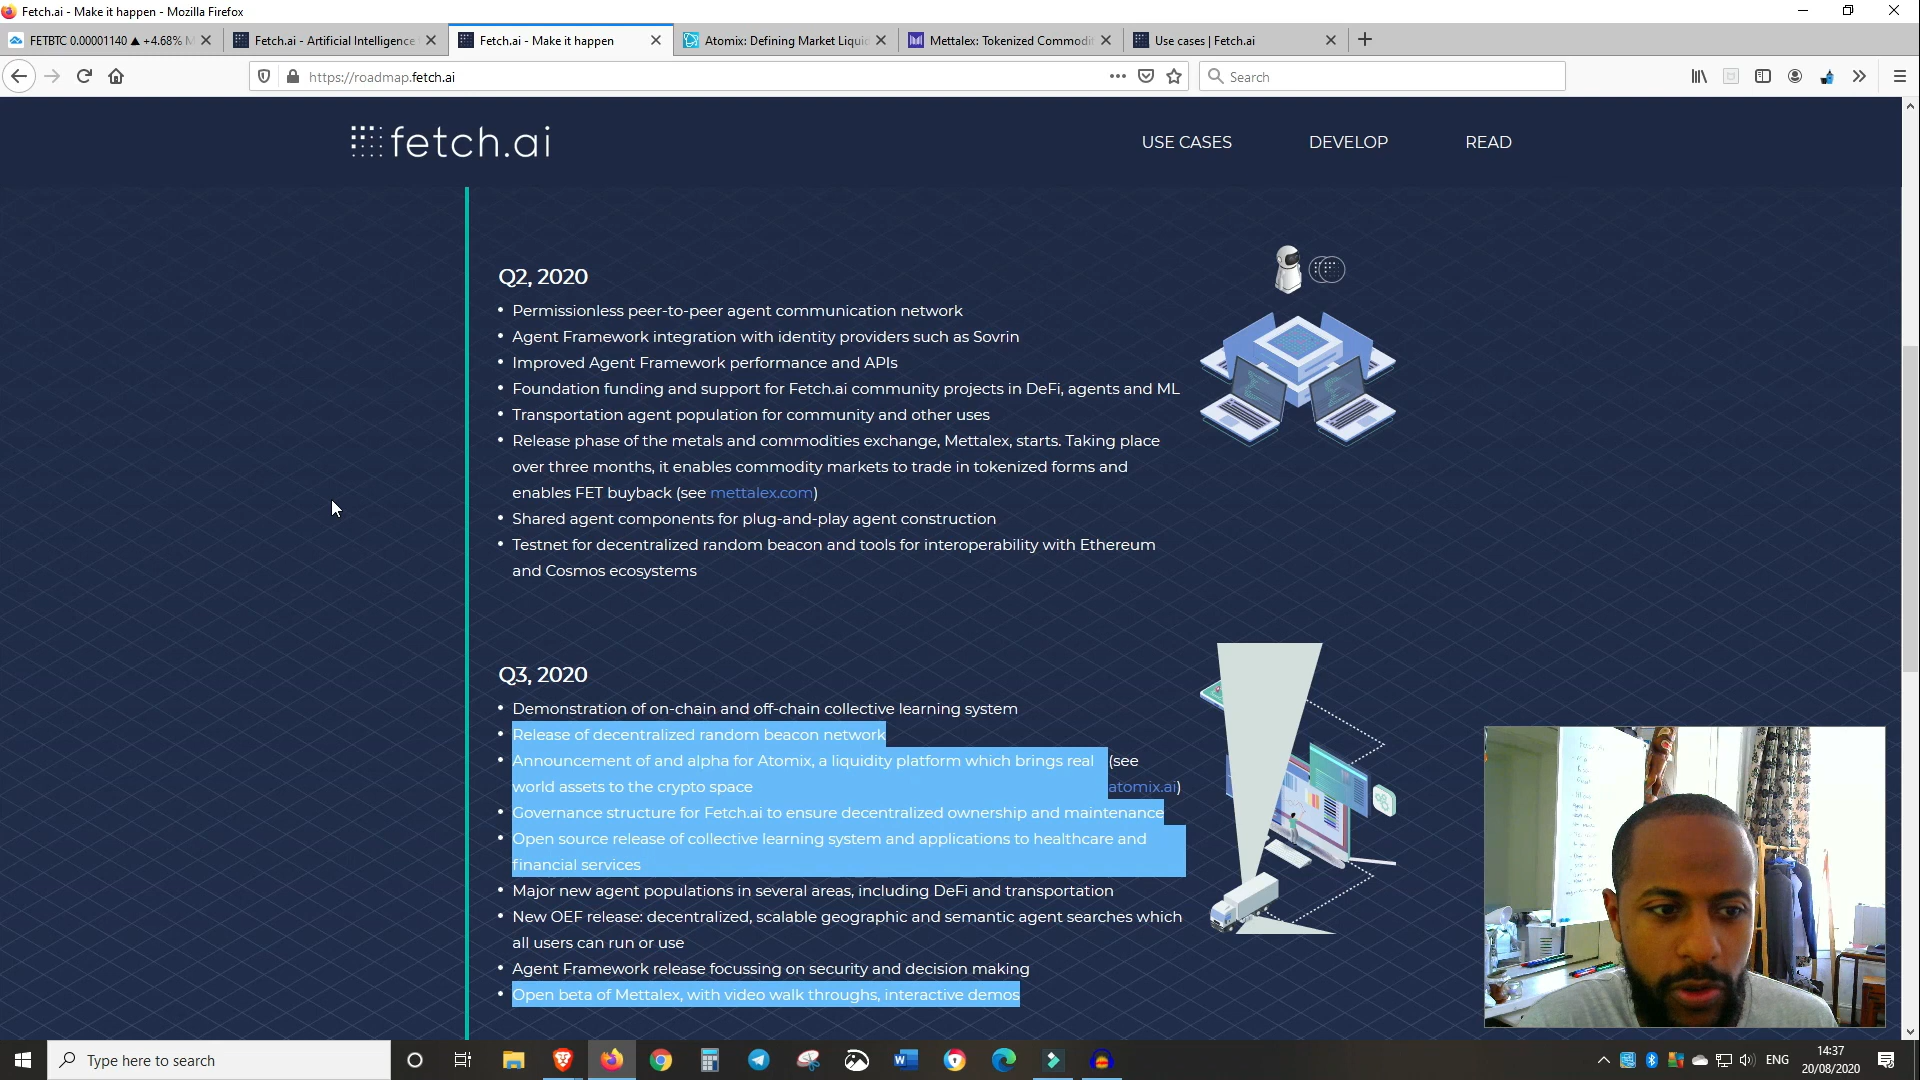 Fetch.ai - Make it happen - Mozilla Firefox
FETBTC 0.00001140 ▲ +4.68%
Fetch.ai - Artificial Intelligence
Fetch.ai - Make it happen
Atomix: Defining Market Liquid
Mettalex: Tokenized Commodit
Use cases | Fetch.ai
https://roadmap.fetch.ai
Search
fetch.ai
USE CASES
DEVELOP
READ
Q2, 2020
• Permissionless peer-to-peer agent communication network
• Agent Framework integration with identity providers such as Sovrin
• Improved Agent Framework performance and APIs
• Foundation funding and support for Fetch.ai community projects in DeFi, agents and ML
• Transportation agent population for community and other uses
• Release phase of the metals and commodities exchange, Mettalex, starts. Taking place
over three months, it enables commodity markets to trade in tokenized forms and
enables FET buyback (see mettalex.com)
• Shared agent components for plug-and-play agent construction
• Testnet for decentralized random beacon and tools for interoperability with Ethereum
and Cosmos ecosystems
Q3, 2020
• Demonstration of on-chain and off-chain collective learning system
• Release of decentralized random beacon network
• Announcement of and alpha for Atomix, a liquidity platform which brings real (see
world assets to the crypto space atomix.ai)
• Governance structure for Fetch.ai to ensure decentralized ownership and maintenance
• Open source release of collective learning system and applications to healthcare and
financial services
• Major new agent populations in several areas, including DeFi and transportation
• New OEF release: decentralized, scalable geographic and semantic agent searches which
all users can run or use
• Agent Framework release focussing on security and decision making
• Open beta of Mettalex, with video walk throughs, interactive demos
Type here to search
ENG
14:37
20/08/2020